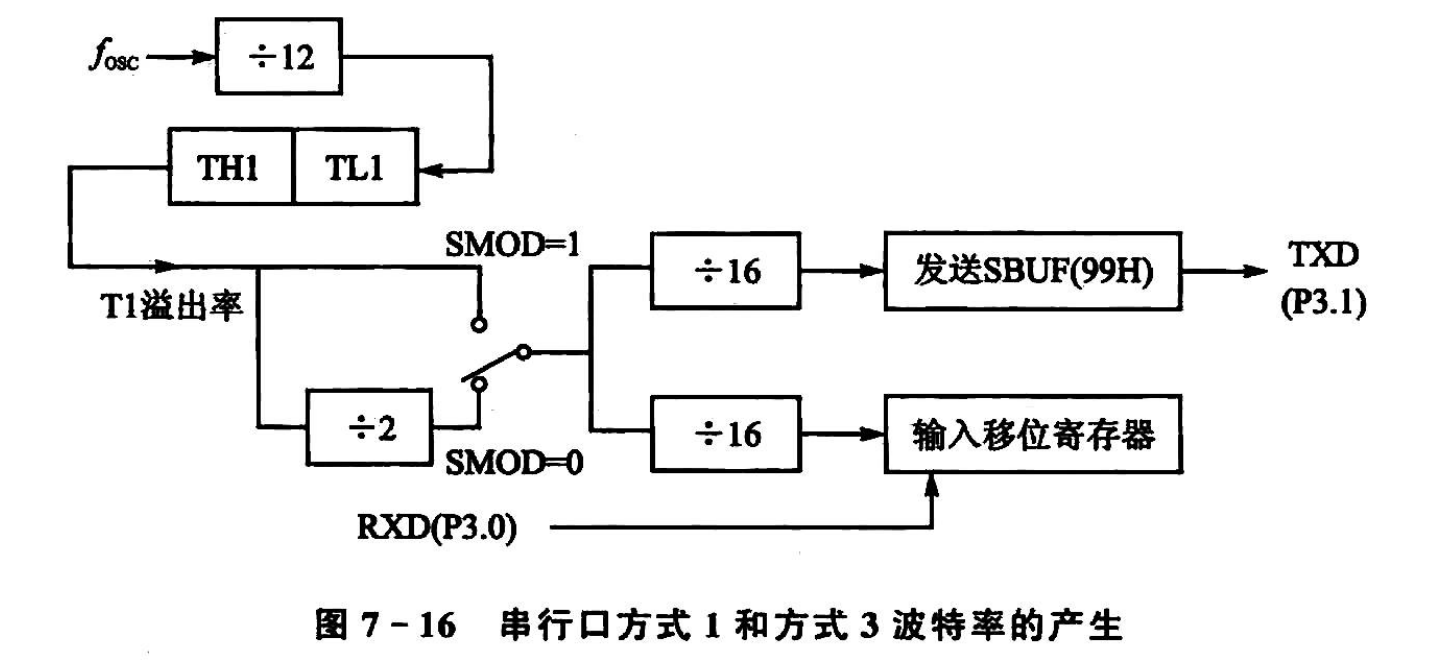 fosc
÷12
TH1
TL1
T1溢出率
SMOD=1
÷2
SMOD=0
÷16
发送SBUF(99H)
TXD
(P3.1)
÷16
输入移位寄存器
RXD(P3.0)
图 7-16 串行口方式 1 和方式 3 波特率的产生